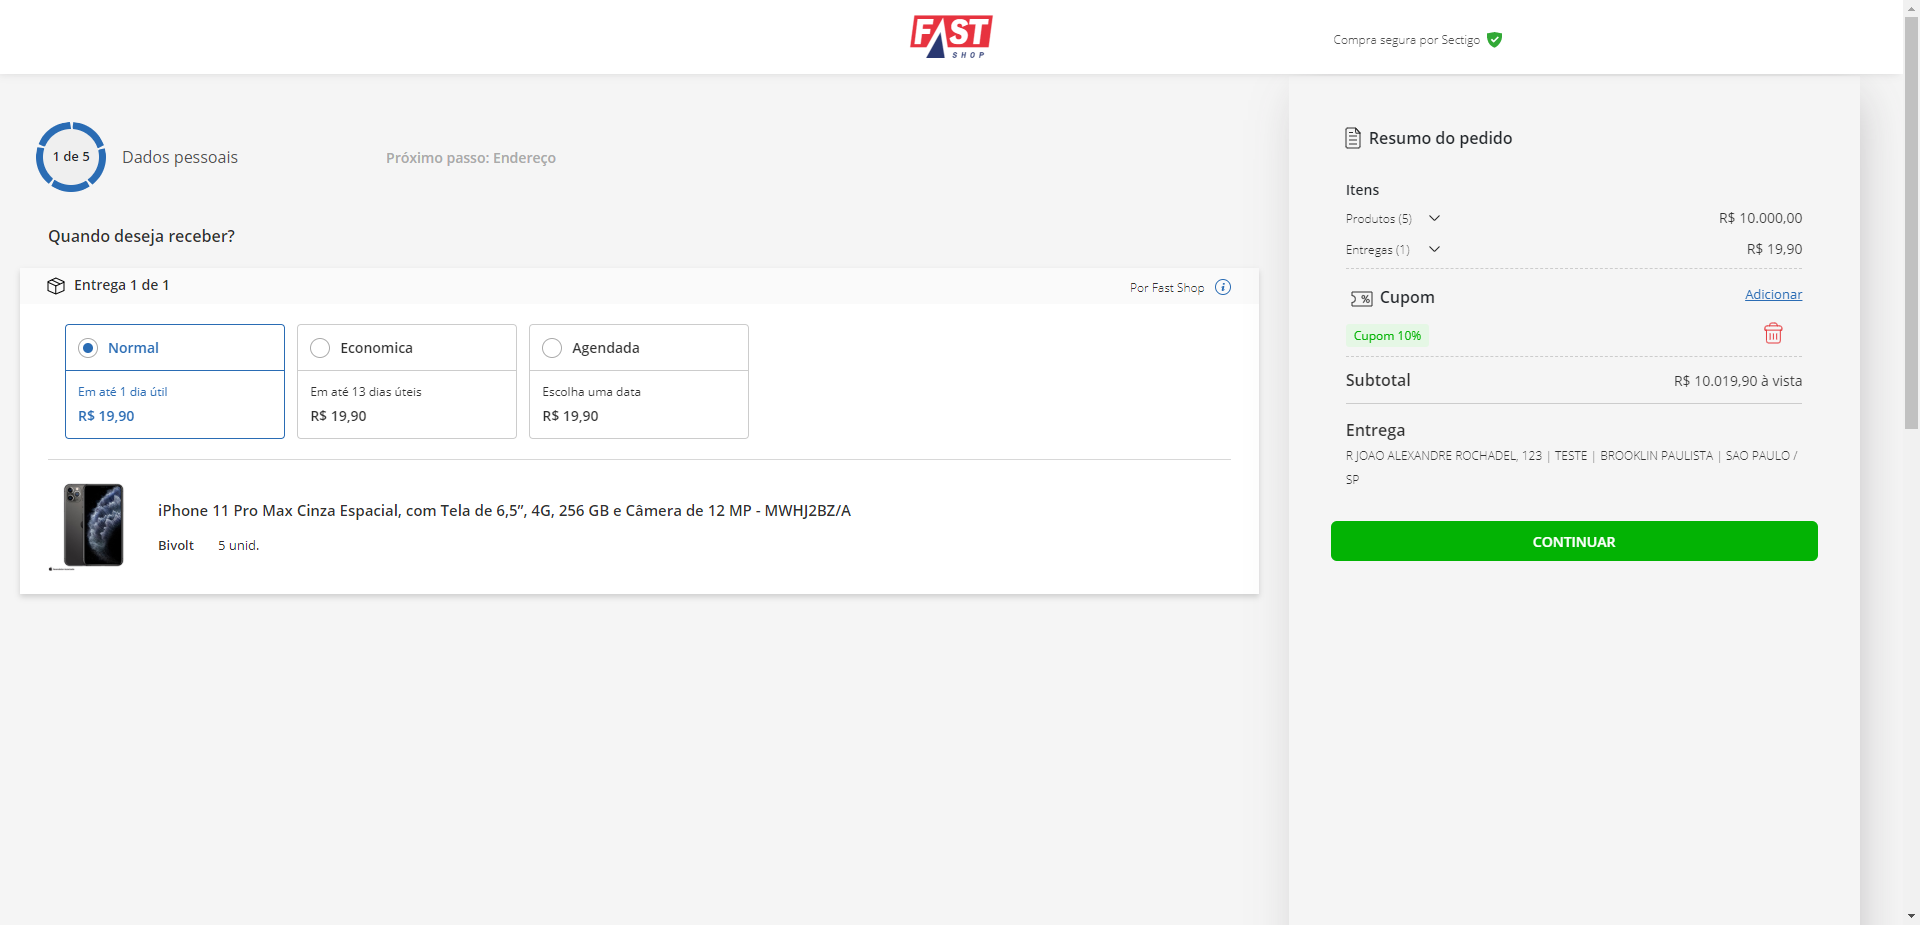 FAST
SHOP
Compra segura por Sectigo
1 de 5
Dados pessoais
Próximo passo: Endereço
Quando deseja receber?
Entrega 1 de 1
Por Fast Shop
Normal
Em até 1 dia útil
R$ 19,90
Economica
Em até 13 dias úteis
R$ 19,90
Agendada
Escolha uma data
R$ 19,90
iPhone 11 Pro Max Cinza Espacial, com Tela de 6,5”, 4G, 256 GB e Câmera de 12 MP - MWHJ2BZ/A
Bivolt 5 unid.
Resumo do pedido
Itens
Produtos (5) R$ 10.000,00
Entregas (1) R$ 19,90
Cupom Adicionar
Cupom 10%
Subtotal R$ 10.019,90 à vista
Entrega
R JOAO ALEXANDRE ROCHADEL, 123 | TESTE | BROOKLIN PAULISTA | SAO PAULO /
SP
CONTINUAR